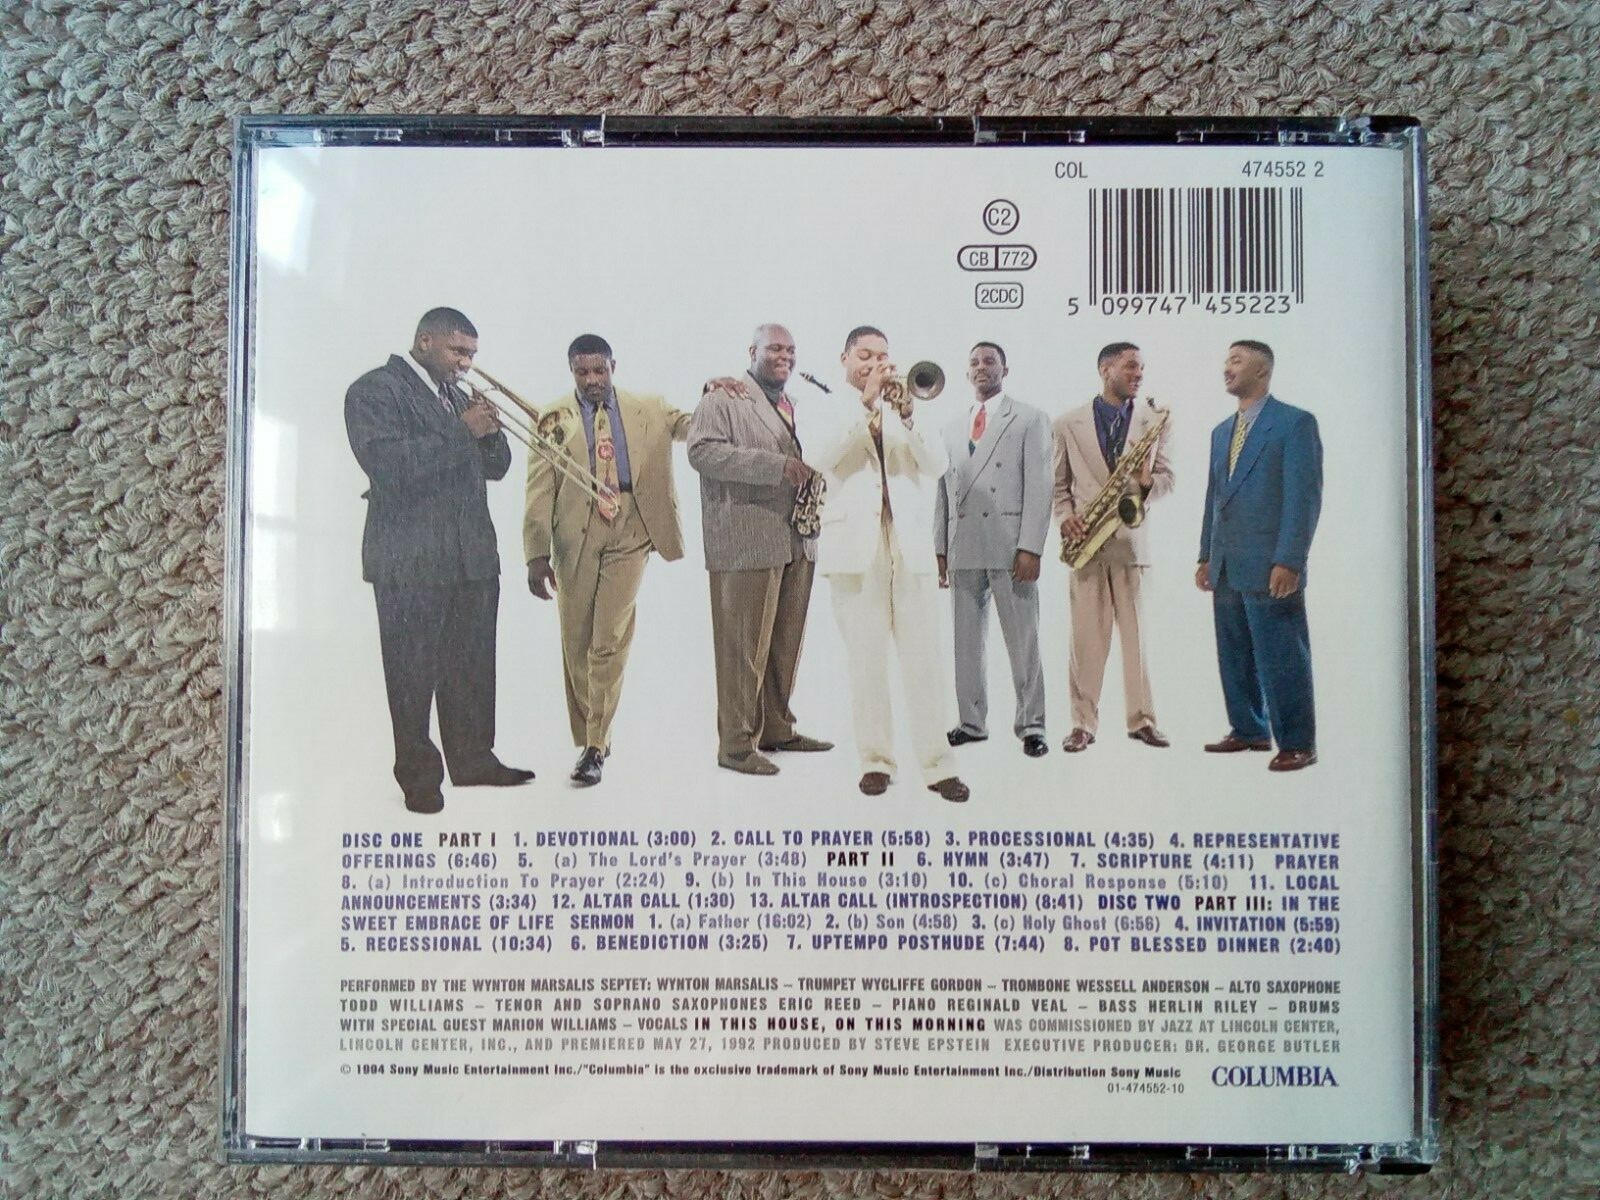 COL 474552 2
C2
CB 772
2CDC
5 099747 455223
DISC ONE PART I 1. DEVOTIONAL (3:00) 2. CALL TO PRAYER (5:58) 3. PROCESSIONAL (4:35) 4. REPRESENTATIVE
OFFERINGS (6:46) 5. (a) The Lord's Prayer (3:48) PART II 6. HYMN (3:47) 7. SCRIPTURE (4:11) PRAYER
8. (a) Introduction To Prayer (2:24) 9. (b) In This House (3:10) 10. (c) Choral Response (5:10) 11. LOCAL
ANNOUNCEMENTS (3:34) 12. ALTAR CALL (1:30) 13. ALTAR CALL (INTROSPECTION) (8:41) DISC TWO PART III: IN THE
SWEET EMBRACE OF LIFE SERMON 1. (a) Father (16:02) 2. (b) Son (4:58) 3. (c) Holy Ghost (6:56) 4. INVITATION (5:59)
5. RECESSIONAL (10:34) 6. BENEDICTION (3:25) 7. UPTEMPO POSTHUDE (7:44) 8. POT BLESSED DINNER (2:40)
PERFORMED BY THE WYNTON MARSALIS SEPTET: WYNTON MARSALIS – TRUMPET WYCLIFFE GORDON – TROMBONE WESSELL ANDERSON – ALTO SAXOPHONE
TODD WILLIAMS – TENOR AND SOPRANO SAXOPHONES ERIC REED – PIANO REGINALD VEAL – BASS HERLIN RILEY – DRUMS
WITH SPECIAL GUEST MARION WILLIAMS – VOCALS IN THIS HOUSE, ON THIS MORNING WAS COMMISSIONED BY JAZZ AT LINCOLN CENTER,
LINCOLN CENTER, INC., AND PREMIERED MAY 27, 1992 PRODUCED BY STEVE EPSTEIN EXECUTIVE PRODUCER: DR. GEORGE BUTLER
© 1994 Sony Music Entertainment Inc./"Columbia" is the exclusive trademark of Sony Music Entertainment Inc./Distribution Sony Music
01-474552-10
COLUMBIA